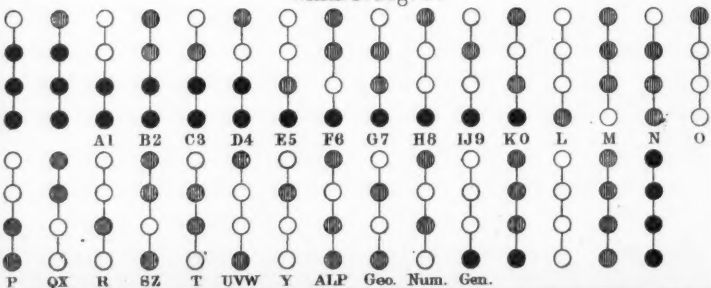 A1 B2 C3 D4 E5 F6 G7 H8 IJ9 K0 L M N O
P QX R SZ T UVW Y ALP Geo. Num. Gen.